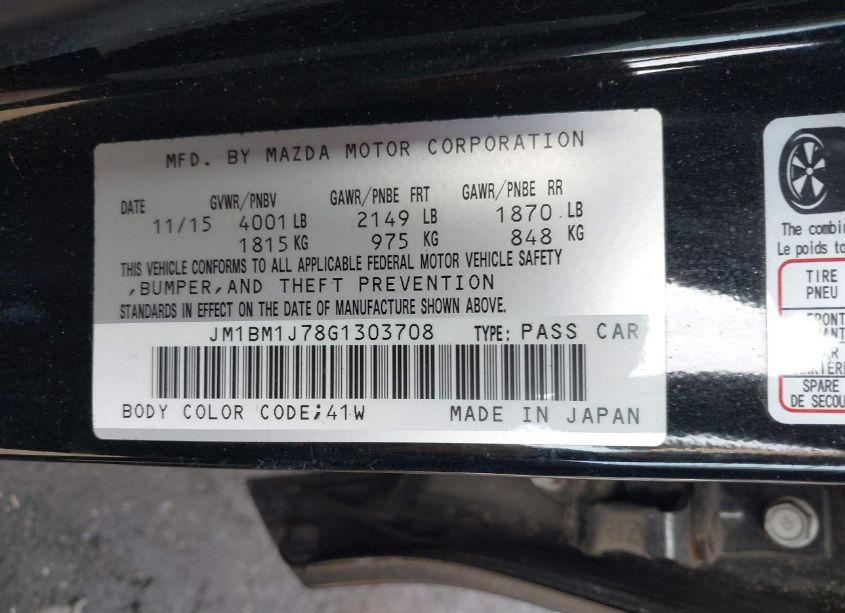 MFD. BY MAZDA MOTOR CORPORATION
DATE GVWR/PNBV GAWR/PNBE FRT GAWR/PNBE RR
11/15 4001 LB 2149 LB 1870 LB
1815 KG 975 KG 848 KG
THIS VEHICLE CONFORMS TO ALL APPLICABLE FEDERAL MOTOR VEHICLE SAFETY
,BUMPER,AND THEFT PREVENTION
STANDARDS IN EFFECT ON THE DATE OF MANUFACTURE SHOWN ABOVE.
JM1BM1J78G1303708 TYPE: PASS CAR
BODY COLOR CODE;41W MADE IN JAPAN
The combin
Le poids to
TIRE
PNEU
FRONT
SPARE
DE SECOU